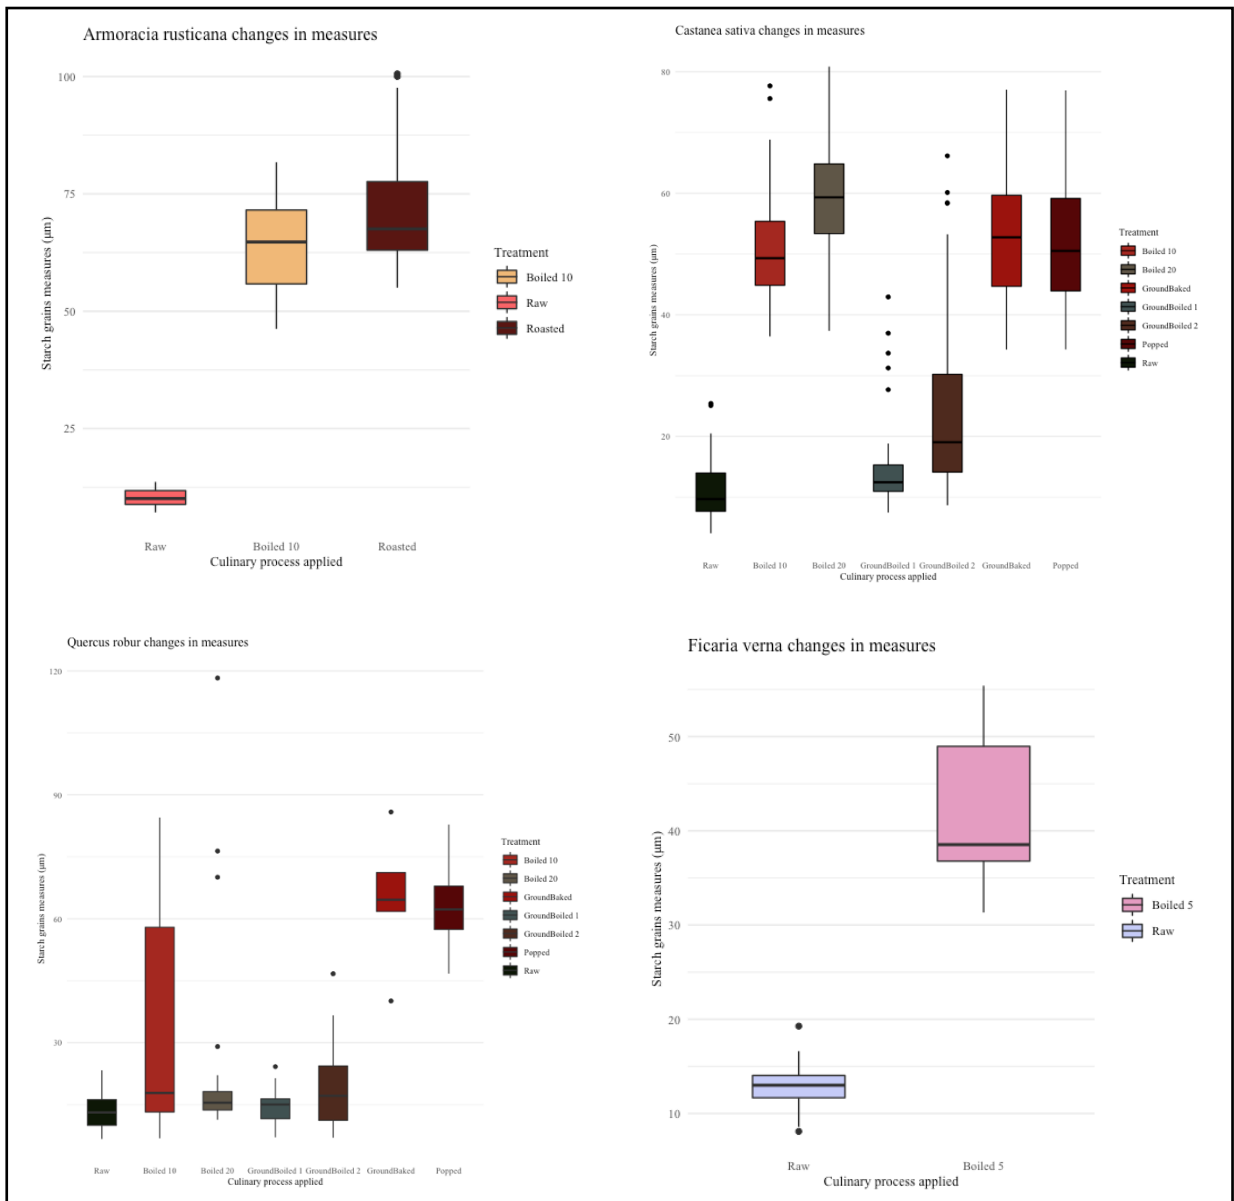 Armoracia rusticana changes in measures
100
75
50
25
Starch grains measures (µm)
Raw
Boiled 10
Roasted
Culinary process applied
Treatment
Boiled 10
Raw
Roasted
Castanea sativa changes in measures
80
60
40
20
Starch grains measures (µm)
Raw
Boiled 10
Boiled 20
GroundBoiled 1
GroundBoiled 2
GroundBaked
Popped
Culinary process applied
Treatment
Boiled 10
Boiled 20
GroundBaked
GroundBoiled 1
GroundBoiled 2
Popped
Raw
Quercus robur changes in measures
120
90
60
30
Starch grains measures (µm)
Raw
Boiled 10
Boiled 20
GroundBoiled 1
GroundBoiled 2
GroundBaked
Popped
Culinary process applied
Treatment
Boiled 10
Boiled 20
GroundBaked
GroundBoiled 1
GroundBoiled 2
Popped
Raw
Ficaria verna changes in measures
50
40
30
20
10
Starch grains measures (µm)
Raw
Boiled 5
Culinary process applied
Treatment
Boiled 5
Raw